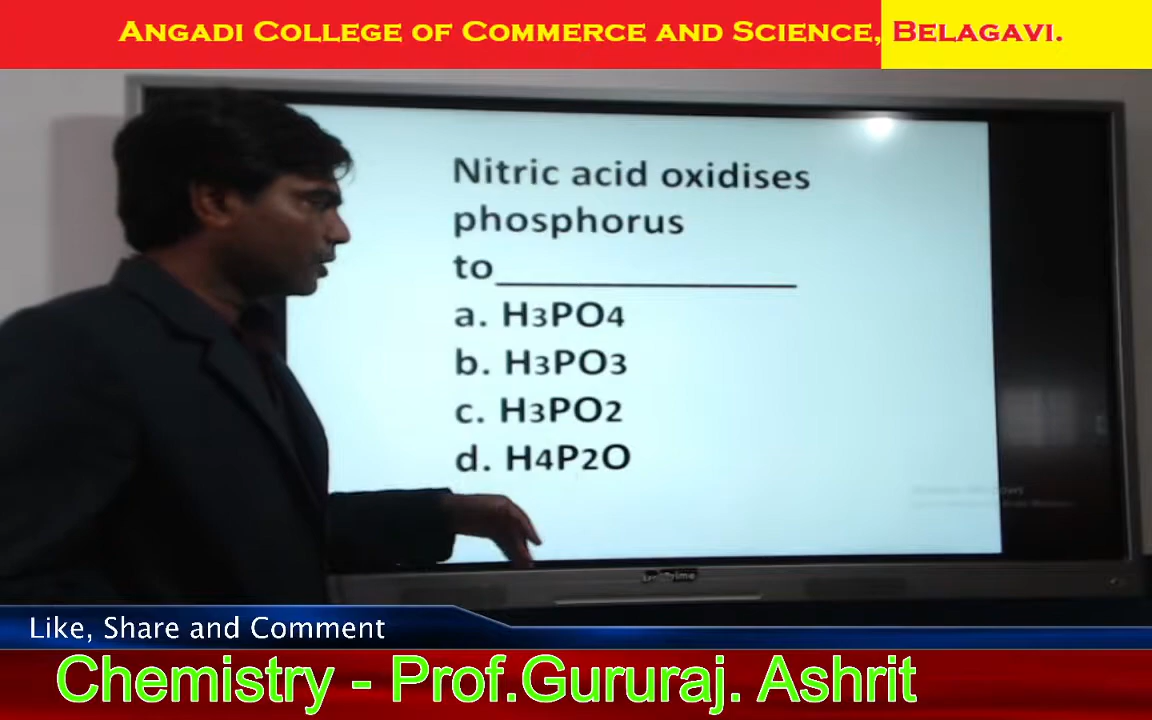 ANGADI COLLEGE OF COMMERCE AND SCIENCE, BELAGAVI.
Nitric acid oxidises
phosphorus
to______________
a. H3PO4
b. H3PO3
c. H3PO2
d. H4P2O
Like, Share and Comment
Chemistry - Prof.Gururaj. Ashrit